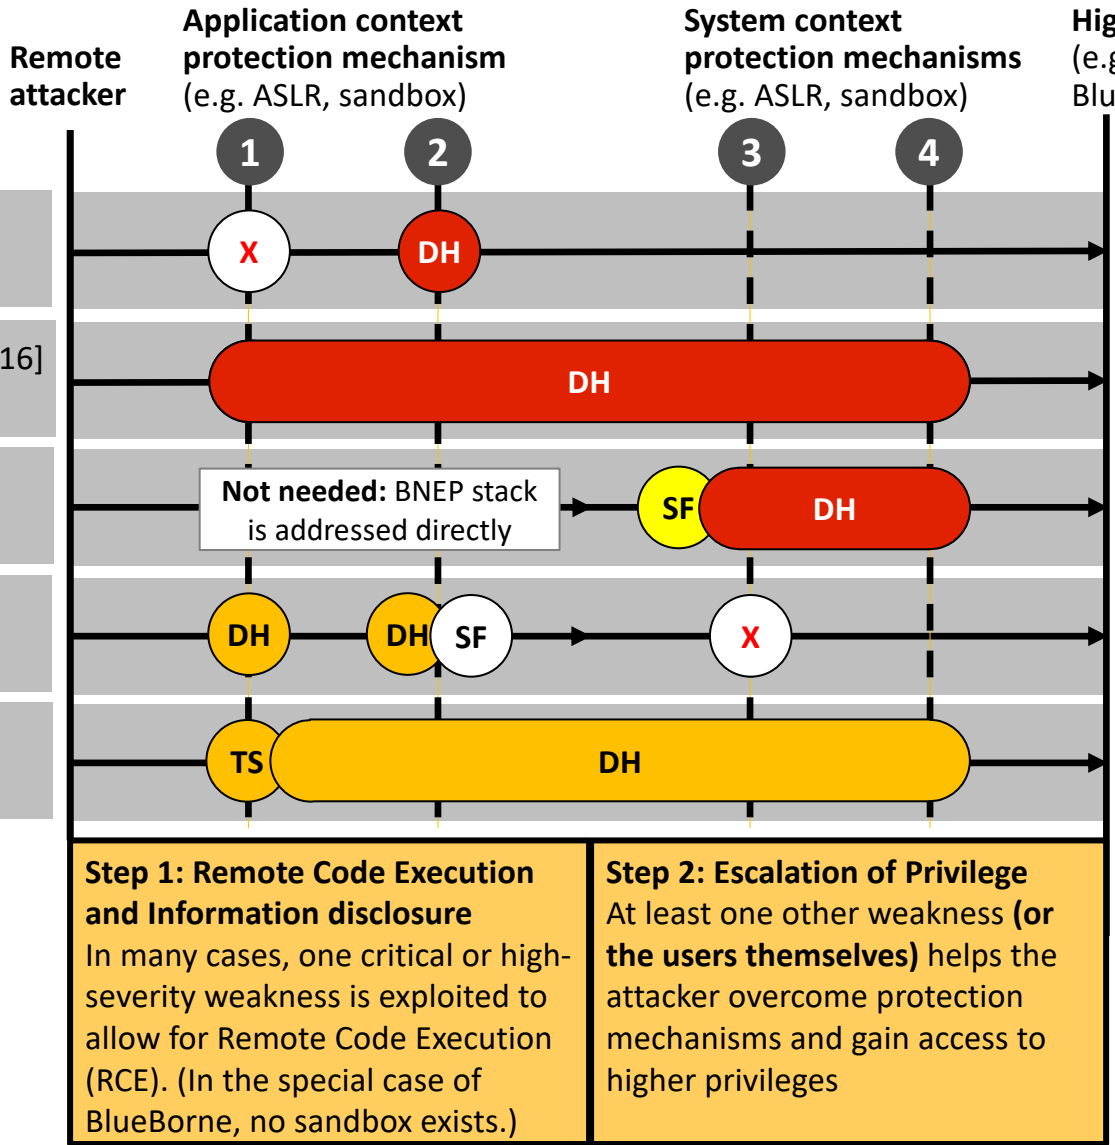 Remote
attacker
Application context
protection mechanism
(e.g. ASLR, sandbox)
System context
protection mechanisms
(e.g. ASLR, sandbox)
Hig
(e.g
Blu
1
2
3
4
X
DH
16]
DH
Not needed: BNEP stack
is addressed directly
SF
DH
DH
DH
SF
X
TS
DH
Step 1: Remote Code Execution
and Information disclosure
In many cases, one critical or high-
severity weakness is exploited to
allow for Remote Code Execution
(RCE). (In the special case of
BlueBorne, no sandbox exists.)
Step 2: Escalation of Privilege
At least one other weakness (or
the users themselves) helps the
attacker overcome protection
mechanisms and gain access to
higher privileges